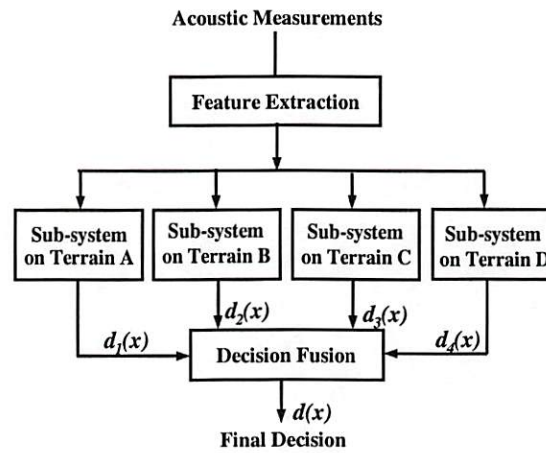 Acoustic Measurements
Feature Extraction
Sub-system
on Terrain A
Sub-system
on Terrain B
Sub-system
on Terrain C
Sub-system
on Terrain D
d₁(x)
d₂(x)
d₃(x)
d₄(x)
Decision Fusion
d(x)
Final Decision